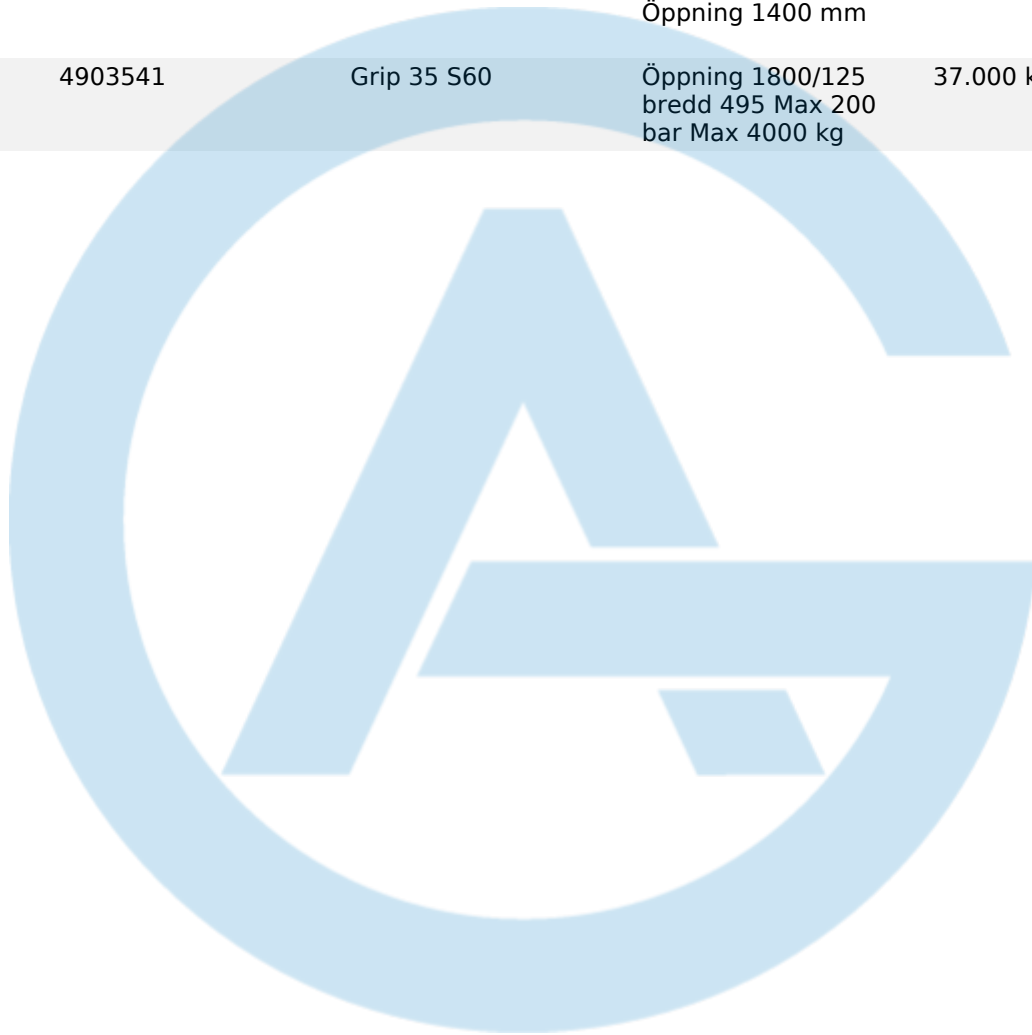 Öppning 1400 mm
4903541 Grip 35 S60 Öppning 1800/125 37.000 k
bredd 495 Max 200
bar Max 4000 kg